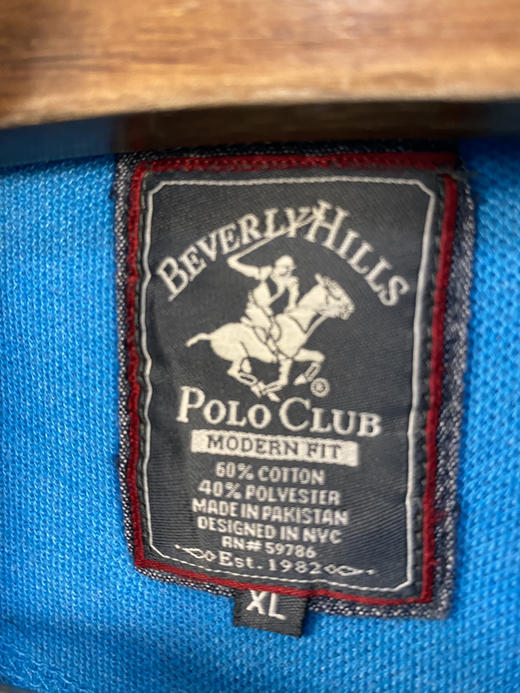 BEVERLY HILLS
POLO CLUB
MODERN FIT
60% COTTON
40% POLYESTER
MADE IN PAKISTAN
DESIGNED IN NYC
RN# 59786
Est. 1982
XL